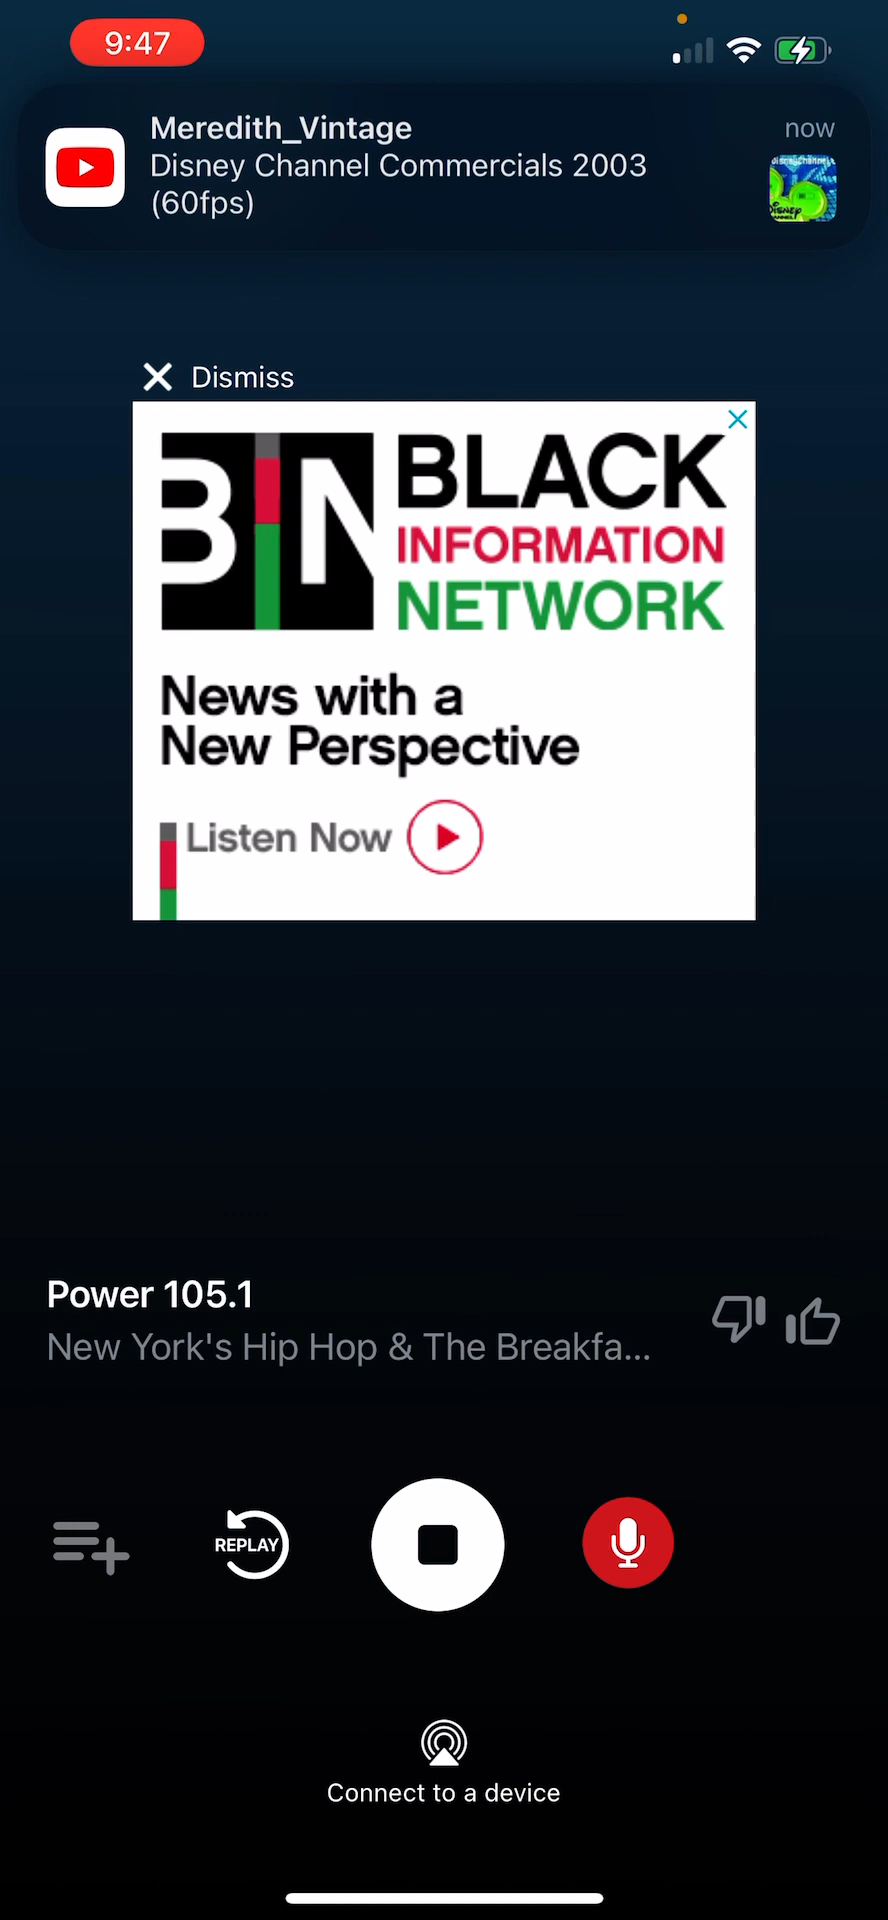 9:47
Meredith_Vintage
now
Disney Channel Commercials 2003
(60fps)
Dismiss
BIN
BLACK
INFORMATION
NETWORK
News with a
New Perspective
Listen Now
Power 105.1
New York's Hip Hop & The Breakfa...
REPLAY
Connect to a device